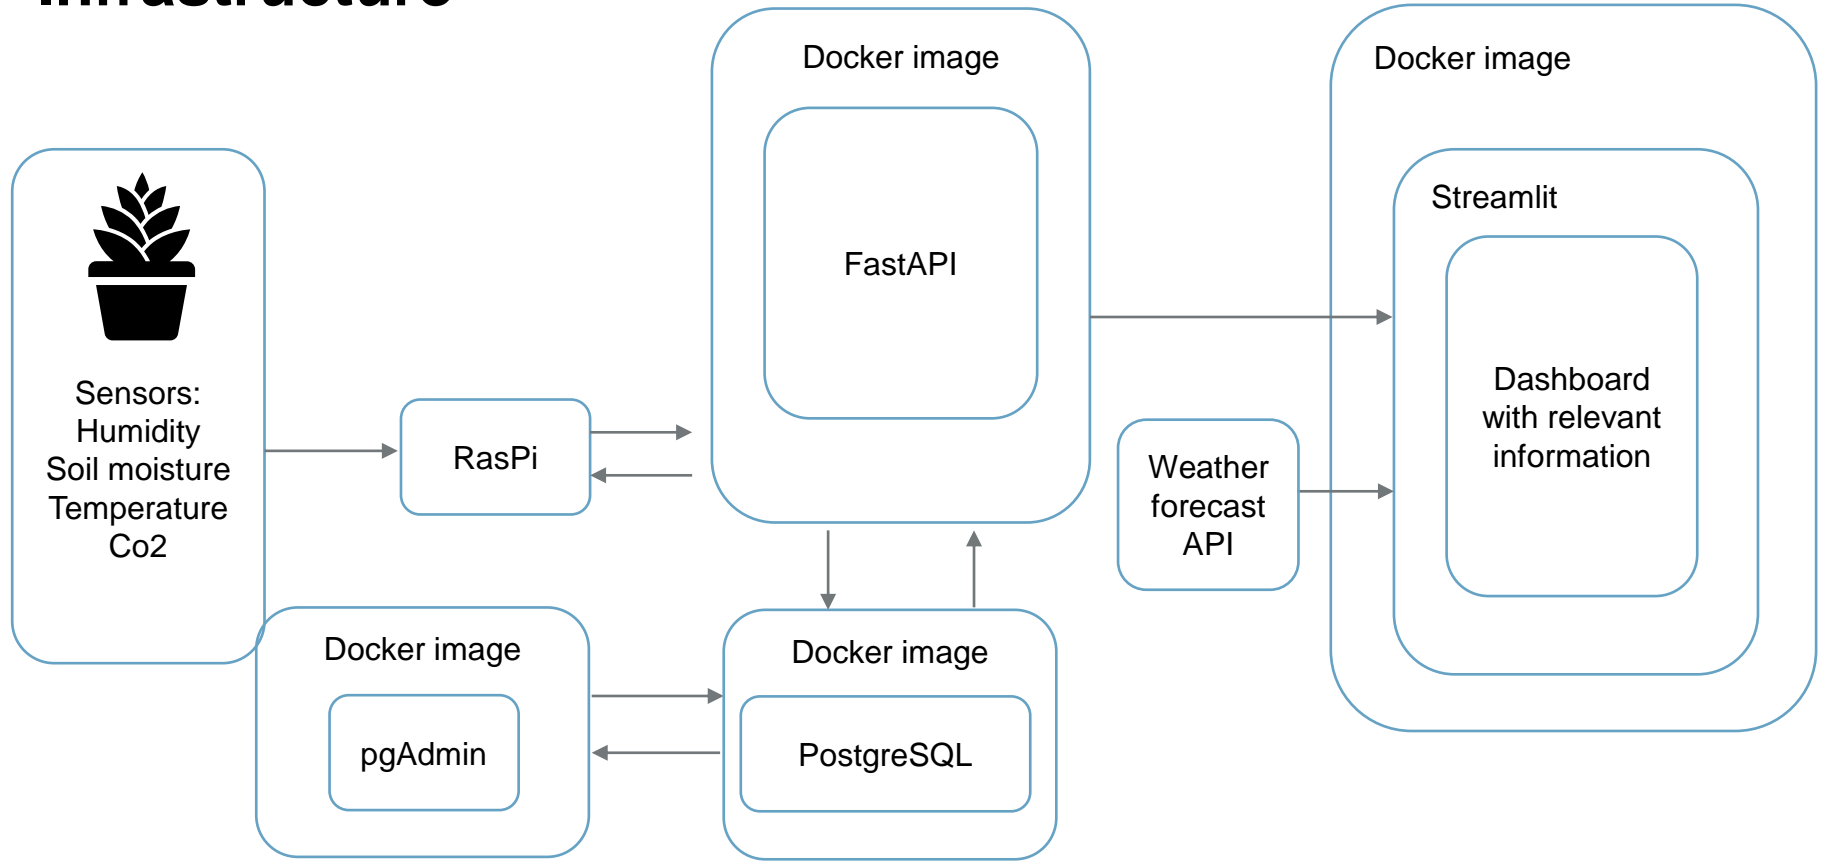 Infrastructure
Docker image
FastAPI
Docker image
Streamlit
Dashboard
with relevant
information
Sensors:
Humidity
Soil moisture
Temperature
Co2
RasPi
Weather
forecast
API
Docker image
pgAdmin
Docker image
PostgreSQL